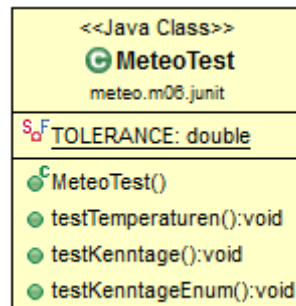 <<Java Class>>
C MeteoTest
meteo.m06.junit
S F TOLERANCE: double
C MeteoTest()
testTemperaturen():void
testKenntage():void
testKenntageEnum():void